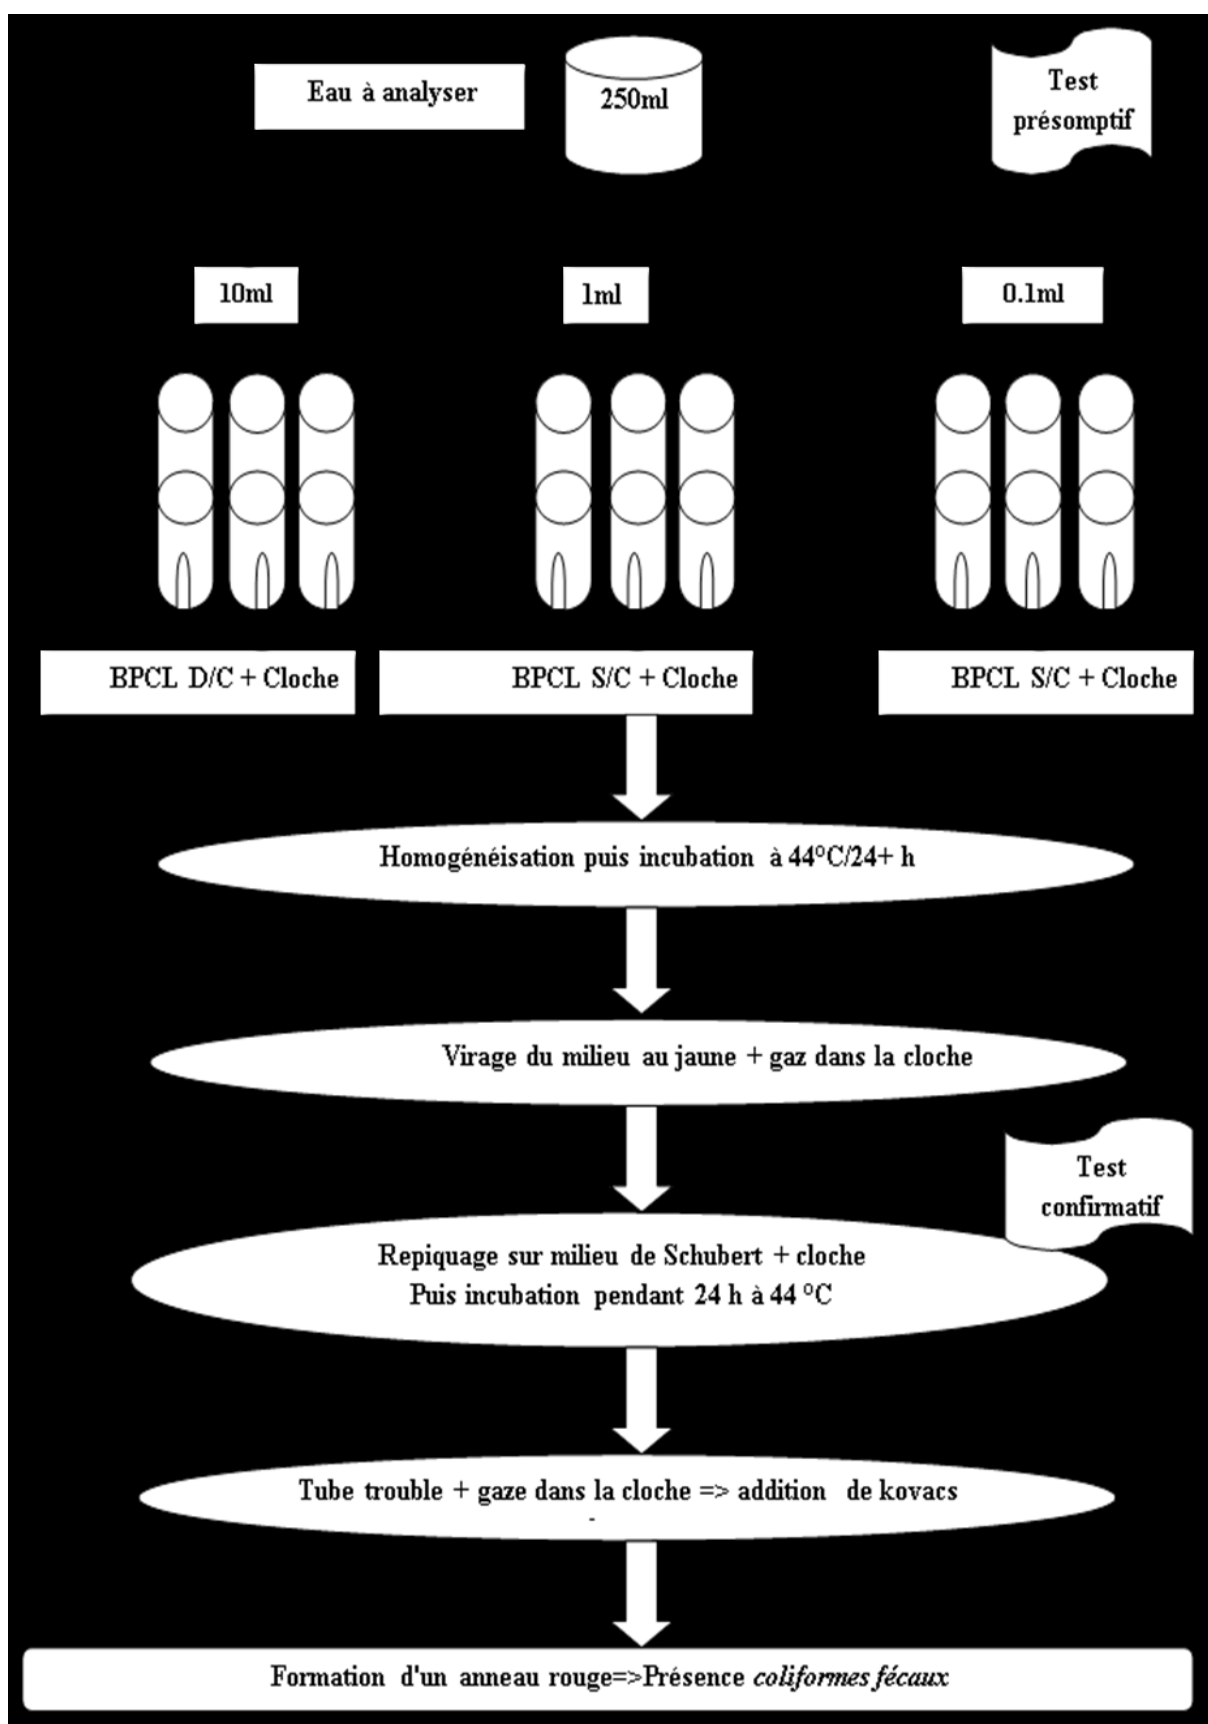 Eau à analyser
250ml
Test
présomptif
10ml
1ml
0.1ml
BPCL D/C + Cloche
BPCL S/C + Cloche
BPCL S/C + Cloche
Homogénéisation puis incubation à 44°C/24+ h
Virage du milieu au jaune + gaz dans la cloche
Test
confirmatif
Repiquage sur milieu de Schubert + cloche
Puis incubation pendant 24 h à 44 °C
Tube trouble + gaze dans la cloche => addition de kovacs
-
Formation d'un anneau rouge=>Présence coliformes fécaux